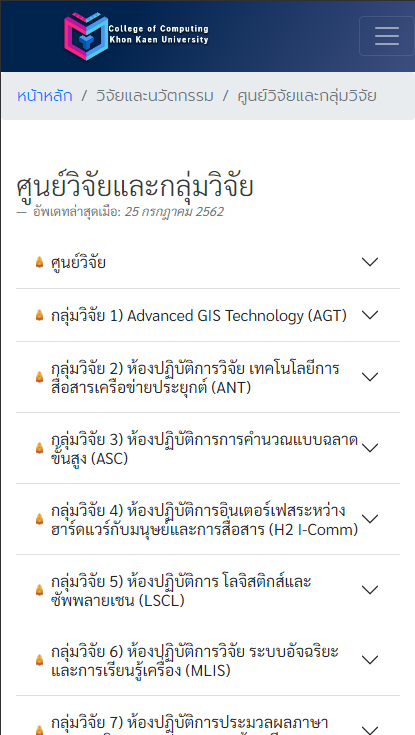 College of Computing
Khon Kaen University
หน้าหลัก / วิจัยและนวัตกรรม / ศูนย์วิจัยและกลุ่มวิจัย
ศูนย์วิจัยและกลุ่มวิจัย
— อัพเดทล่าสุดเมื่อ: 25 กรกฎาคม 2562
ศูนย์วิจัย
กลุ่มวิจัย 1) Advanced GIS Technology (AGT)
กลุ่มวิจัย 2) ห้องปฏิบัติการวิจัย เทคโนโลยีการ
สื่อสารเครือข่ายประยุกต์ (ANT)
กลุ่มวิจัย 3) ห้องปฏิบัติการการคำนวณแบบฉลาด
ขั้นสูง (ASC)
กลุ่มวิจัย 4) ห้องปฏิบัติการอินเตอร์เฟสระหว่าง
ฮาร์ดแวร์กับมนุษย์และการสื่อสาร (H2 I-Comm)
กลุ่มวิจัย 5) ห้องปฏิบัติการ โลจิสติกส์และ
ซัพพลายเชน (LSCL)
กลุ่มวิจัย 6) ห้องปฏิบัติการวิจัย ระบบอัจฉริยะ
และการเรียนรู้เครื่อง (MLIS)
กลุ่มวิจัย 7) ห้องปฏิบัติการประมวลผลภาษา